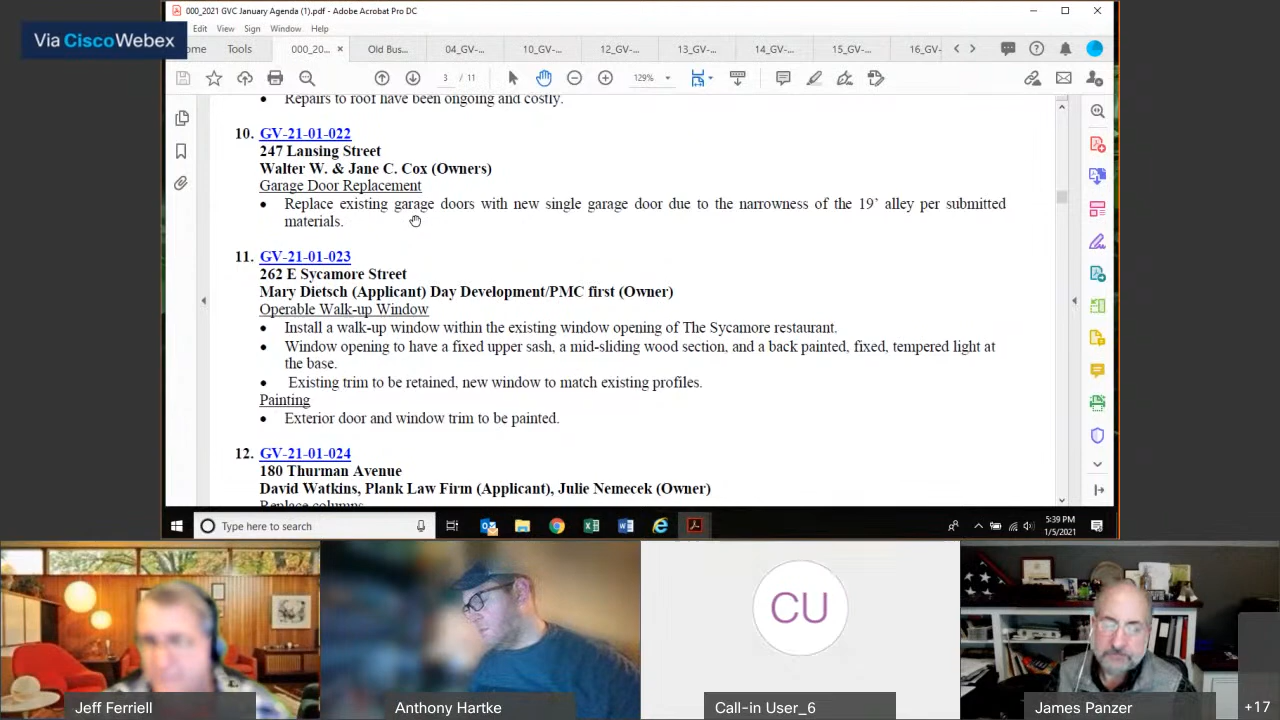 000_2021 GVC January Agenda (1).pdf - Adobe Acrobat Pro DC
Via Cisco Webex
Edit View Sign Window Help
ome Tools 000_20... × Old Bas... 04_GV-... 10_GV-... 12_GV-... 13_GV-... 14_GV-... 15_GV-... 16_GV-
3 / 11 129%
• Repairs to roof have been ongoing and costly.
10. GV-21-01-022
247 Lansing Street
Walter W. & Jane C. Cox (Owners)
Garage Door Replacement
• Replace existing garage doors with new single garage door due to the narrowness of the 19’ alley per submitted
materials.
11. GV-21-01-023
262 E Sycamore Street
Mary Dietsch (Applicant) Day Development/PMC first (Owner)
Operable Walk-up Window
• Install a walk-up window within the existing window opening of The Sycamore restaurant.
• Window opening to have a fixed upper sash, a mid-sliding wood section, and a back painted, fixed, tempered light at
the base.
• Existing trim to be retained, new window to match existing profiles.
Painting
• Exterior door and window trim to be painted.
12. GV-21-01-024
180 Thurman Avenue
David Watkins, Plank Law Firm (Applicant), Julie Nemecek (Owner)
Replace columns
Type here to search
5:39 PM
1/5/2021
CU
Jeff Ferriell
Anthony Hartke
Call-in User_6
James Panzer
+17